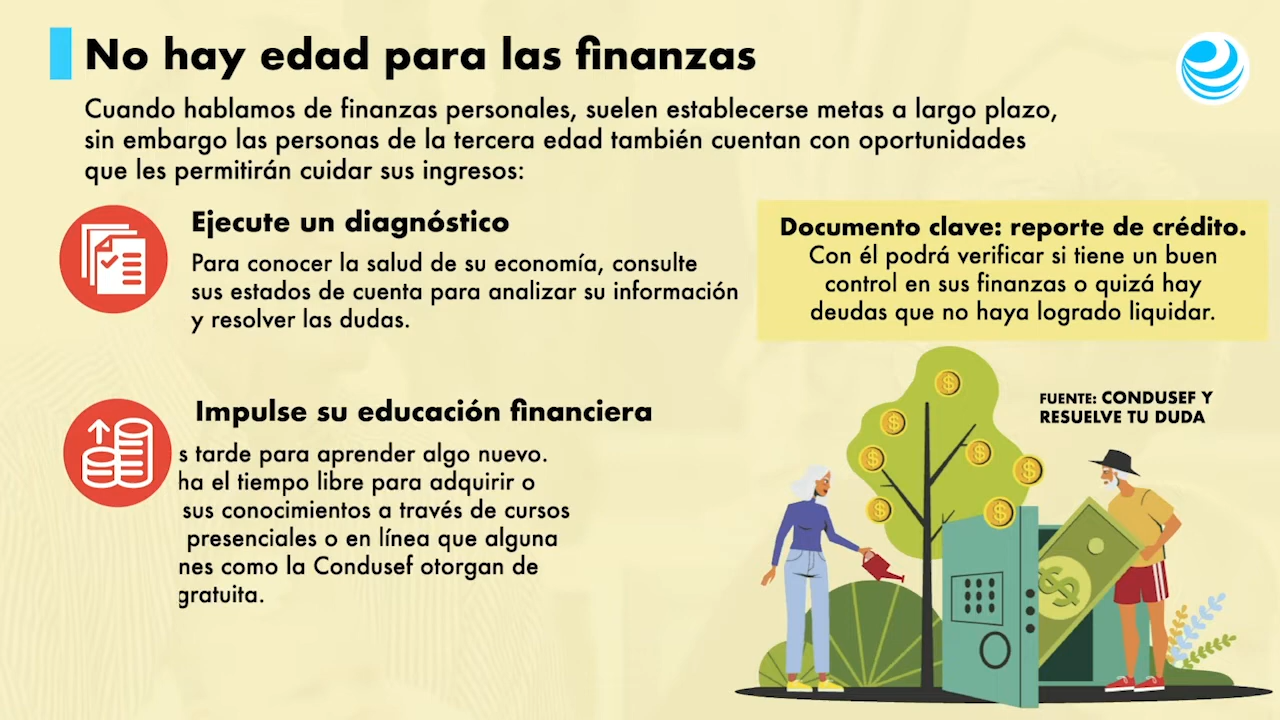 No hay edad para las finanzas
Cuando hablamos de finanzas personales, suelen establecerse metas a largo plazo,
sin embargo las personas de la tercera edad también cuentan con oportunidades
que les permitirán cuidar sus ingresos:
Ejecute un diagnóstico
Para conocer la salud de su economía, consulte
sus estados de cuenta para analizar su información
y resolver las dudas.
Documento clave: reporte de crédito.
Con él podrá verificar si tiene un buen
control en sus finanzas o quizá hay
deudas que no haya logrado liquidar.
Impulse su educación financiera
s tarde para aprender algo nuevo.
ha el tiempo libre para adquirir o
sus conocimientos a través de cursos
presenciales o en línea que alguna
nes como la Condusef otorgan de
gratuita.
FUENTE: CONDUSEF Y
RESUELVE TU DUDA